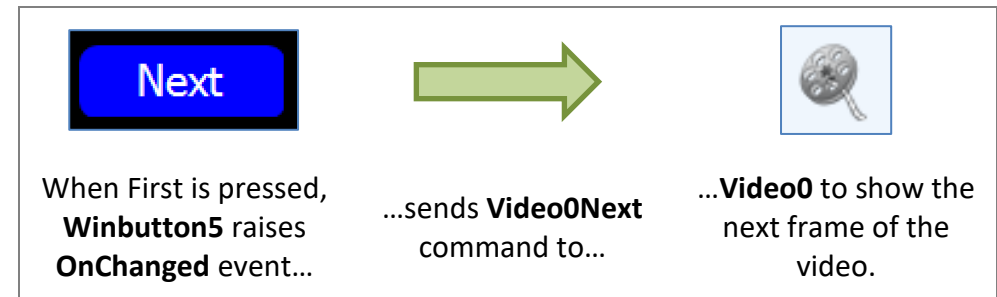 Next
When First is pressed,
Winbutton5 raises
OnChanged event…
…sends Video0Next
command to…
…Video0 to show the
next frame of the
video.